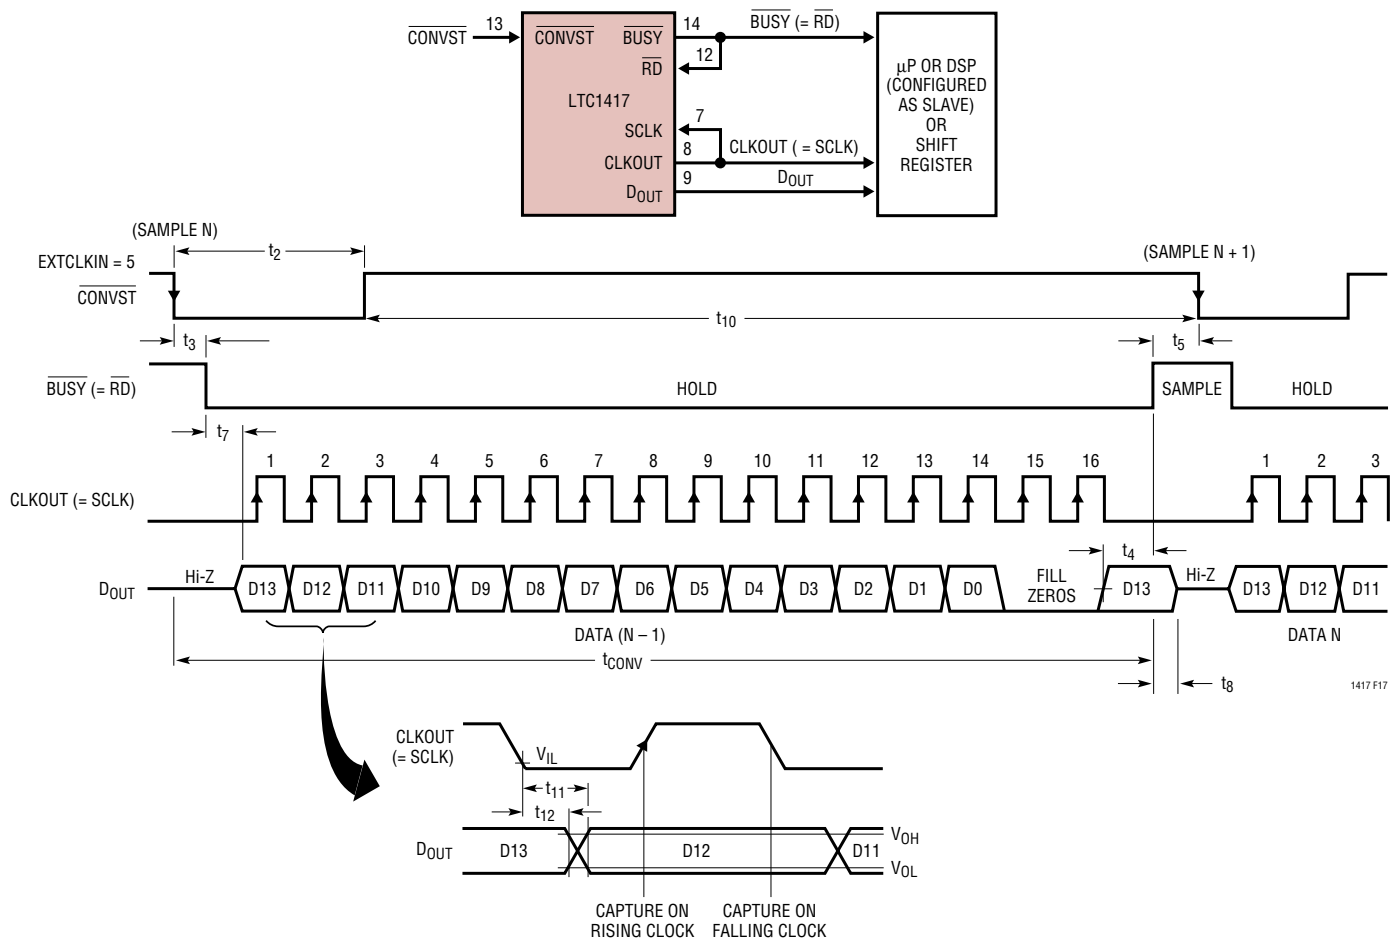 CONVST 13 CONVST BUSY 14 BUSY (= RD)
RD 12
LTC1417
SCLK 7
CLKOUT 8 CLKOUT ( = SCLK)
DOUT 9 DOUT
µP OR DSP
(CONFIGURED
AS SLAVE)
OR
SHIFT
REGISTER
(SAMPLE N) (SAMPLE N + 1)
t2
EXTCLKIN = 5
CONVST
t10
t3 t5
BUSY (= RD) HOLD SAMPLE HOLD
t7
1 2 3 4 5 6 7 8 9 10 11 12 13 14 15 16 1 2 3
CLKOUT (= SCLK)
t4
DOUT Hi-Z D13 D12 D11 D10 D9 D8 D7 D6 D5 D4 D3 D2 D1 D0 FILL ZEROS D13 Hi-Z D13 D12 D11
DATA (N – 1) DATA N
tCONV
t8
1417 F17
CLKOUT
(= SCLK)
VIL
t11
t12
DOUT D13 D12 D11
VOH
VOL
CAPTURE ON
RISING CLOCK
CAPTURE ON
FALLING CLOCK